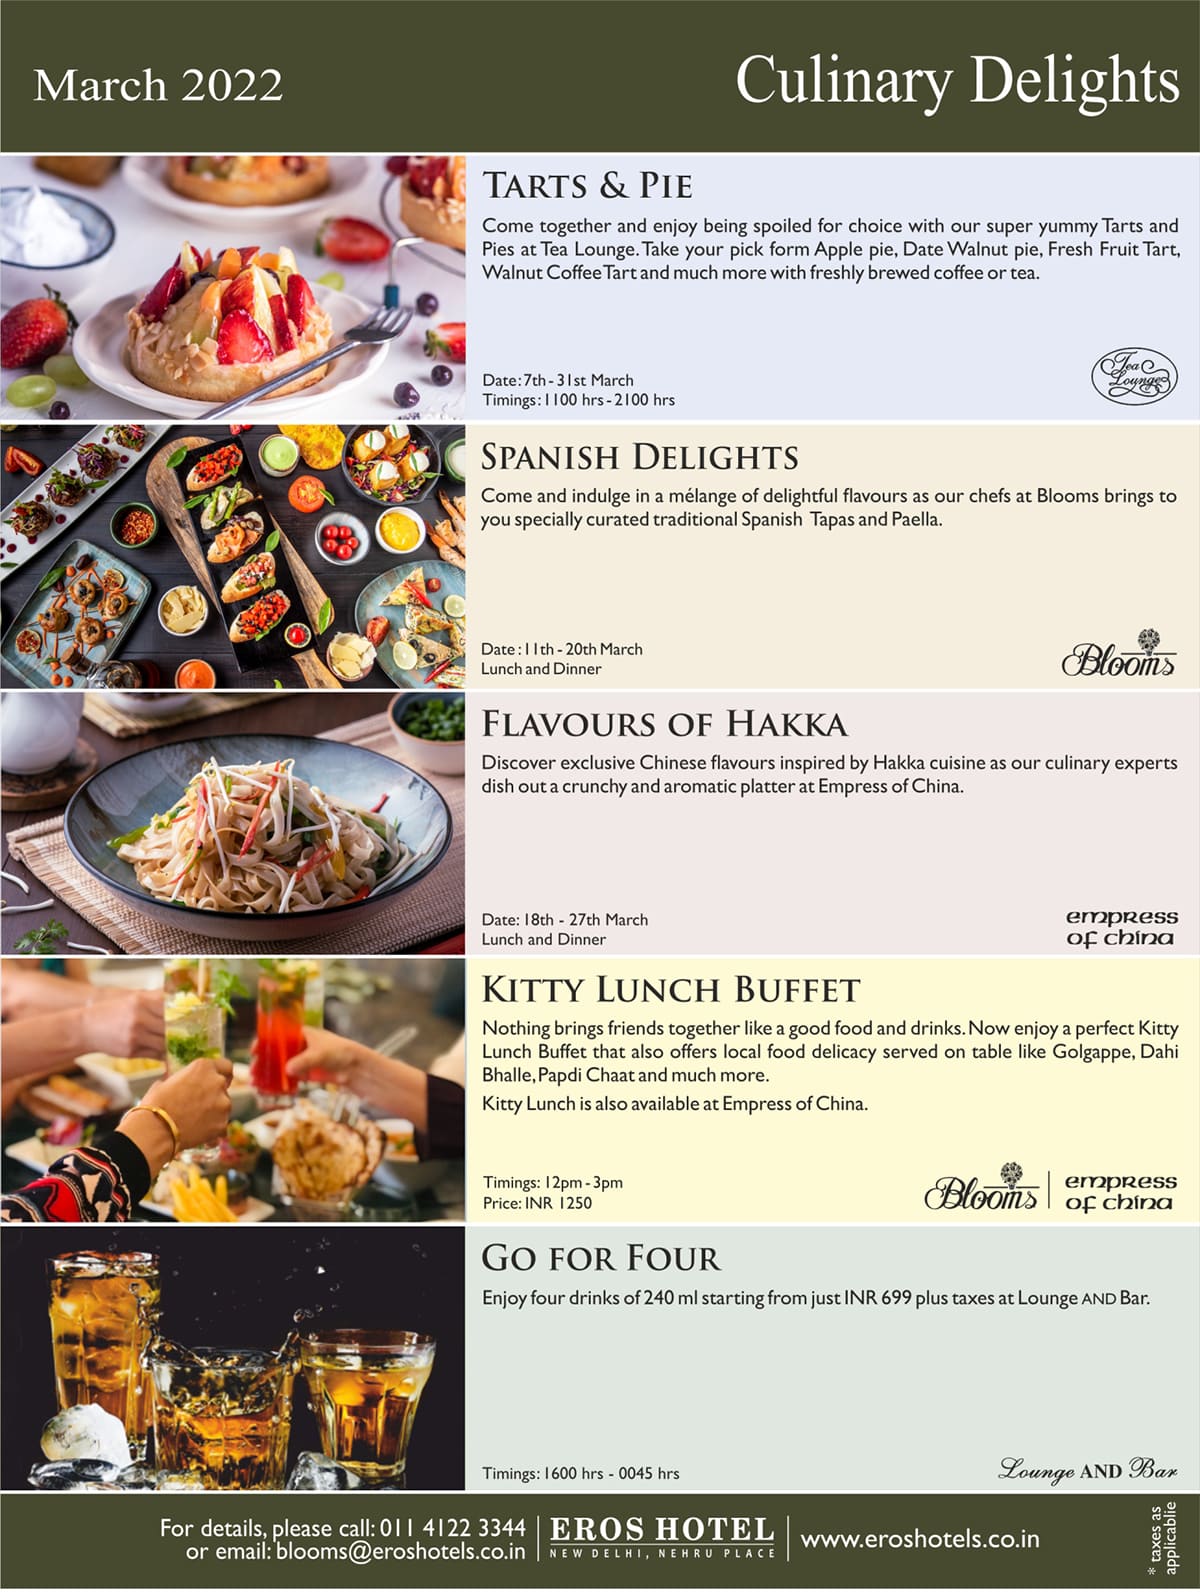 March 2022
Culinary Delights
TARTS & PIE
Come together and enjoy being spoiled for choice with our super yummy Tarts and
Pies at Tea Lounge. Take your pick form Apple pie, Date Walnut pie, Fresh Fruit Tart,
Walnut Coffee Tart and much more with freshly brewed coffee or tea.
Date: 7th - 31st March
Timings: 1100 hrs - 2100 hrs
Tea
Lounge
SPANISH DELIGHTS
Come and indulge in a mélange of delightful flavours as our chefs at Blooms brings to
you specially curated traditional Spanish Tapas and Paella.
Date : 11th - 20th March
Lunch and Dinner
Blooms
FLAVOURS OF HAKKA
Discover exclusive Chinese flavours inspired by Hakka cuisine as our culinary experts
dish out a crunchy and aromatic platter at Empress of China.
Date: 18th - 27th March
Lunch and Dinner
empress
of china
KITTY LUNCH BUFFET
Nothing brings friends together like a good food and drinks. Now enjoy a perfect Kitty
Lunch Buffet that also offers local food delicacy served on table like Golgappe, Dahi
Bhalle, Papdi Chaat and much more.
Kitty Lunch is also available at Empress of China.
Timings: 12pm - 3pm
Price: INR 1250
Blooms
empress
of china
GO FOR FOUR
Enjoy four drinks of 240 ml starting from just INR 699 plus taxes at Lounge AND Bar.
Timings: 1600 hrs - 0045 hrs
Lounge AND Bar
For details, please call: 011 4122 3344
or email: blooms@eroshotels.co.in
EROS HOTEL
NEW DELHI, NEHRU PLACE
www.eroshotels.co.in
* taxes as
applicablie